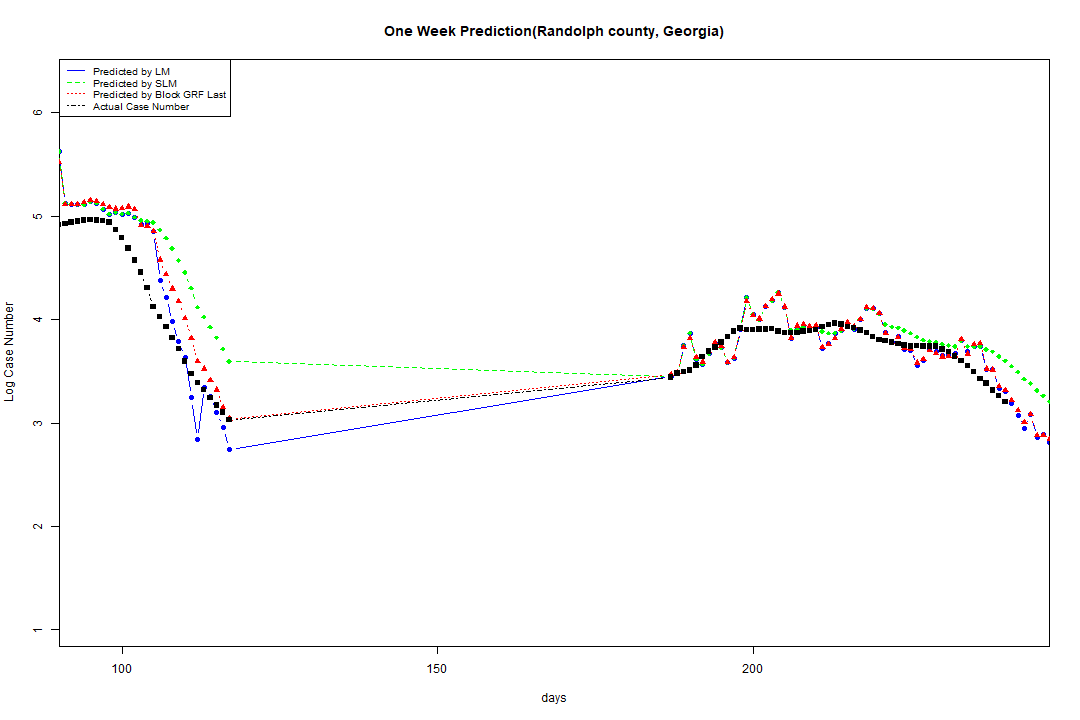 One Week Prediction(Randolph county, Georgia)
Predicted by LM
Predicted by SLM
Predicted by Block GRF Last
Actual Case Number
6
5
4
3
2
1
Log Case Number
100
150
200
days